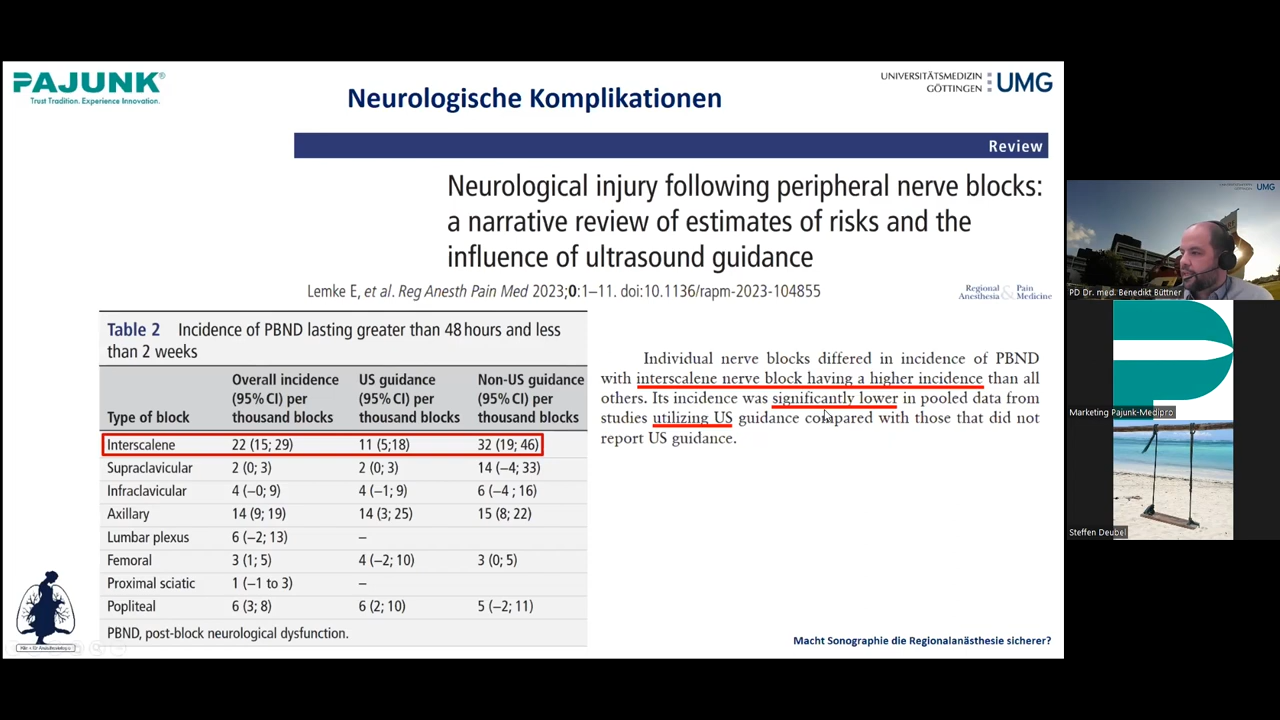 PAJUNK®
Trust Tradition. Experience Innovation.
Neurologische Komplikationen
UNIVERSITÄTSMEDIZIN
GÖTTINGEN
UMG
Review
Neurological injury following peripheral nerve blocks:
a narrative review of estimates of risks and the
influence of ultrasound guidance
Lemke E, et al. Reg Anesth Pain Med 2023;0:1–11. doi:10.1136/rapm-2023-104855
Regional & Pain
Anesthesia Medicine
Table 2 Incidence of PBND lasting greater than 48 hours and less
than 2 weeks
Type of block Overall incidence (95% CI) per thousand blocks US guidance (95% CI) per thousand blocks Non-US guidance (95% CI) per thousand blocks
Interscalene 22 (15; 29) 11 (5;18) 32 (19; 46)
Supraclavicular 2 (0; 3) 2 (0; 3) 14 (−4; 33)
Infraclavicular 4 (−0; 9) 4 (−1; 9) 6 (−4 ; 16)
Axillary 14 (9; 19) 14 (3; 25) 15 (8; 22)
Lumbar plexus 6 (−2; 13) –
Femoral 3 (1; 5) 4 (−2; 10) 3 (0; 5)
Proximal sciatic 1 (−1 to 3) –
Popliteal 6 (3; 8) 6 (2; 10) 5 (−2; 11)
PBND, post-block neurological dysfunction.
Individual nerve blocks differed in incidence of PBND
with interscalene nerve block having a higher incidence than all
others. Its incidence was significantly lower in pooled data from
studies utilizing US guidance compared with those that did not
report US guidance.
Macht Sonographie die Regionalanästhesie sicherer?
UMG
PD Dr. med. Benedikt Büttner
Marketing Pajunk-Medipro
Steffen Deubel